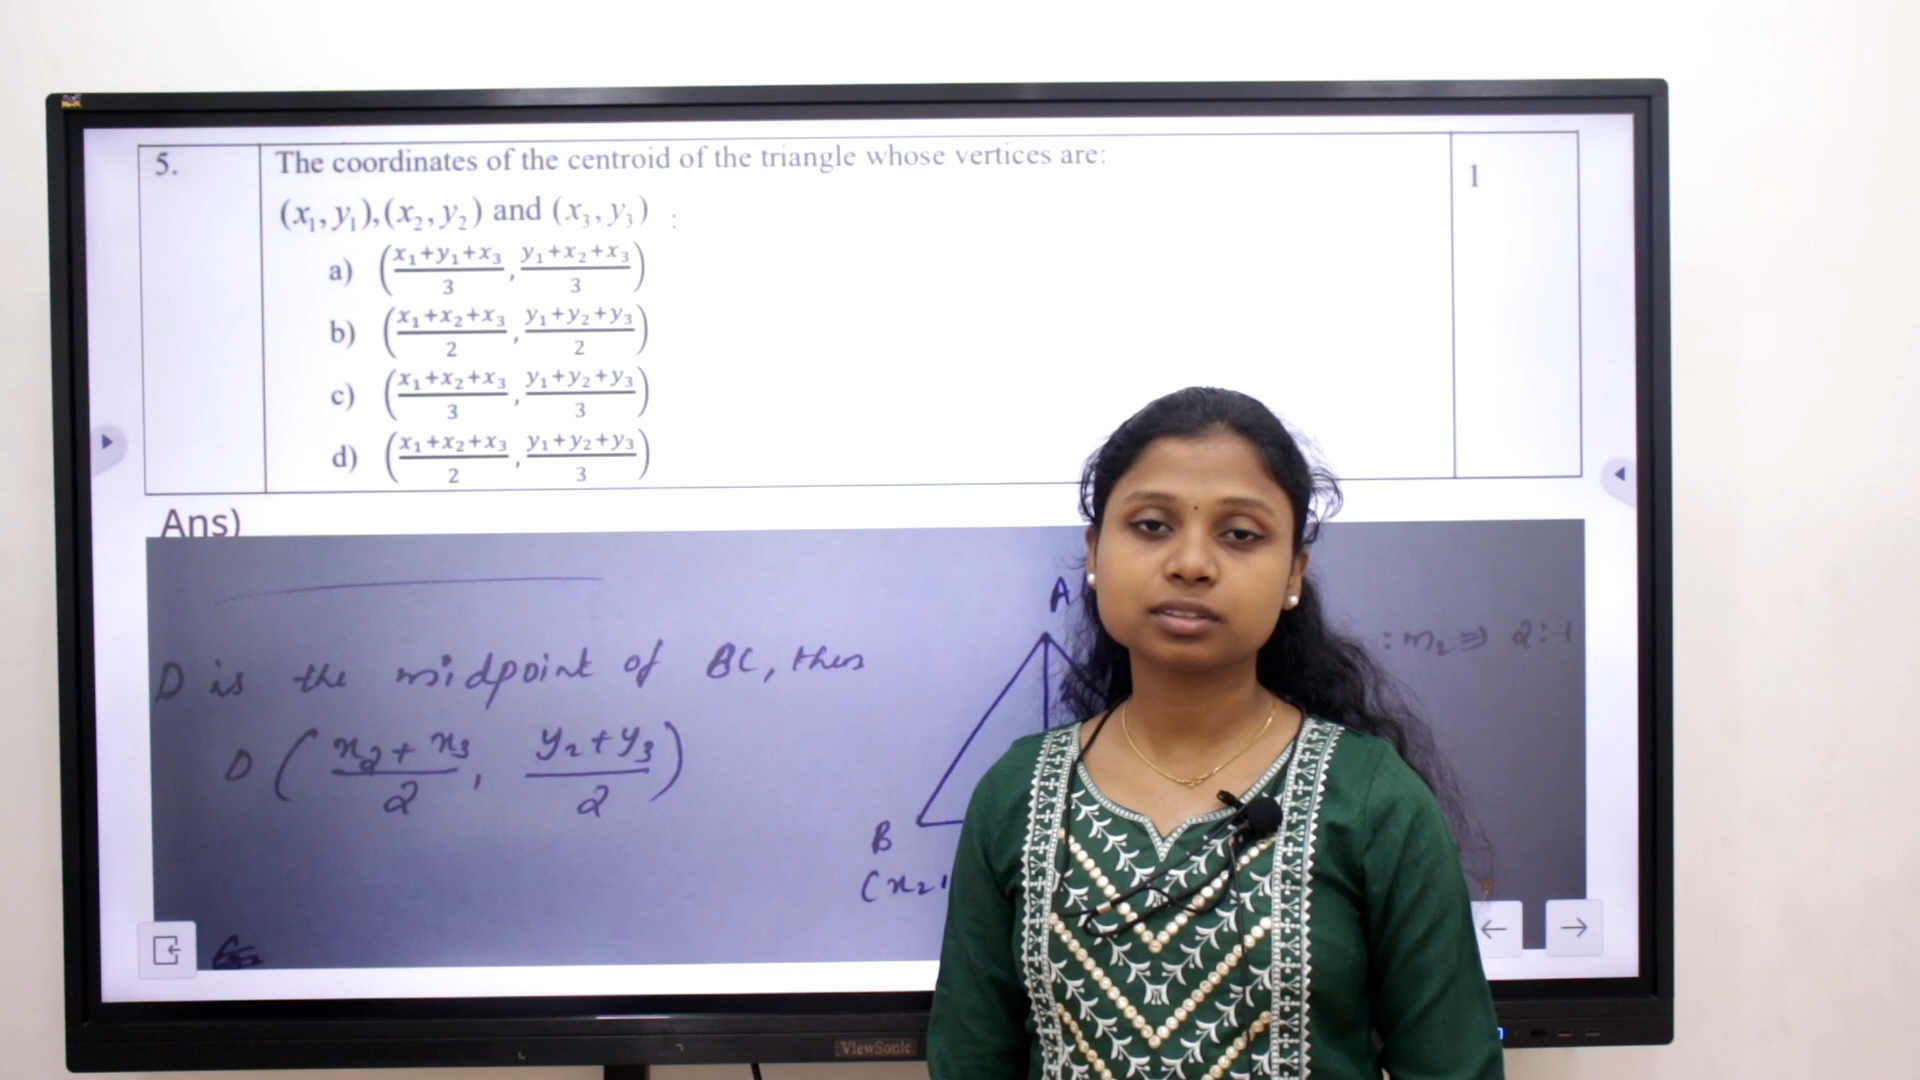 5.
The coordinates of the centroid of the triangle whose vertices are:
1
(x₁, y₁), (x₂, y₂) and (x₃, y₃) :
a) ((x₁+y₁+x₃)/3, (y₁+x₂+x₃)/3)
b) ((x₁+x₂+x₃)/2, (y₁+y₂+y₃)/2)
c) ((x₁+x₂+x₃)/3, (y₁+y₂+y₃)/3)
d) ((x₁+x₂+x₃)/2, (y₁+y₂+y₃)/3)
Ans)
A
: m₂ ⇒ 2:1
D is the midpoint of BC, then
D ((x₂+x₃)/2, (y₂+y₃)/2)
B
(x₂,
ViewSonic